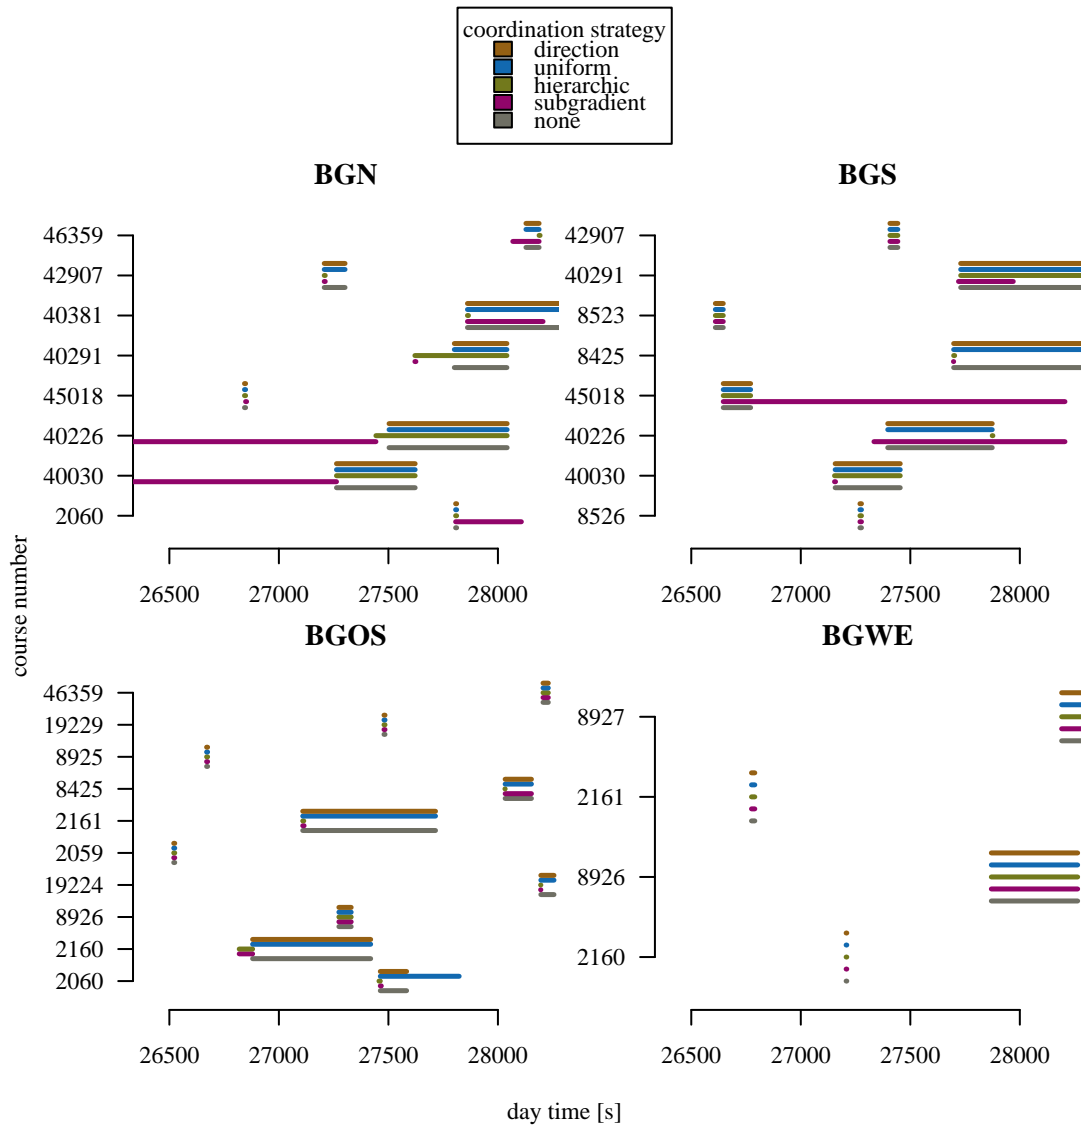 coordination strategy
direction
uniform
hierarchic
subgradient
none
BGN
46359
42907
40381
40291
45018
40226
40030
2060
26500 27000 27500 28000
BGS
42907
40291
8523
8425
45018
40226
40030
8526
26500 27000 27500 28000
course number
BGOS
46359
19229
8925
8425
2161
2059
19224
8926
2160
2060
26500 27000 27500 28000
BGWE
8927
2161
8926
2160
26500 27000 27500 28000
day time [s]